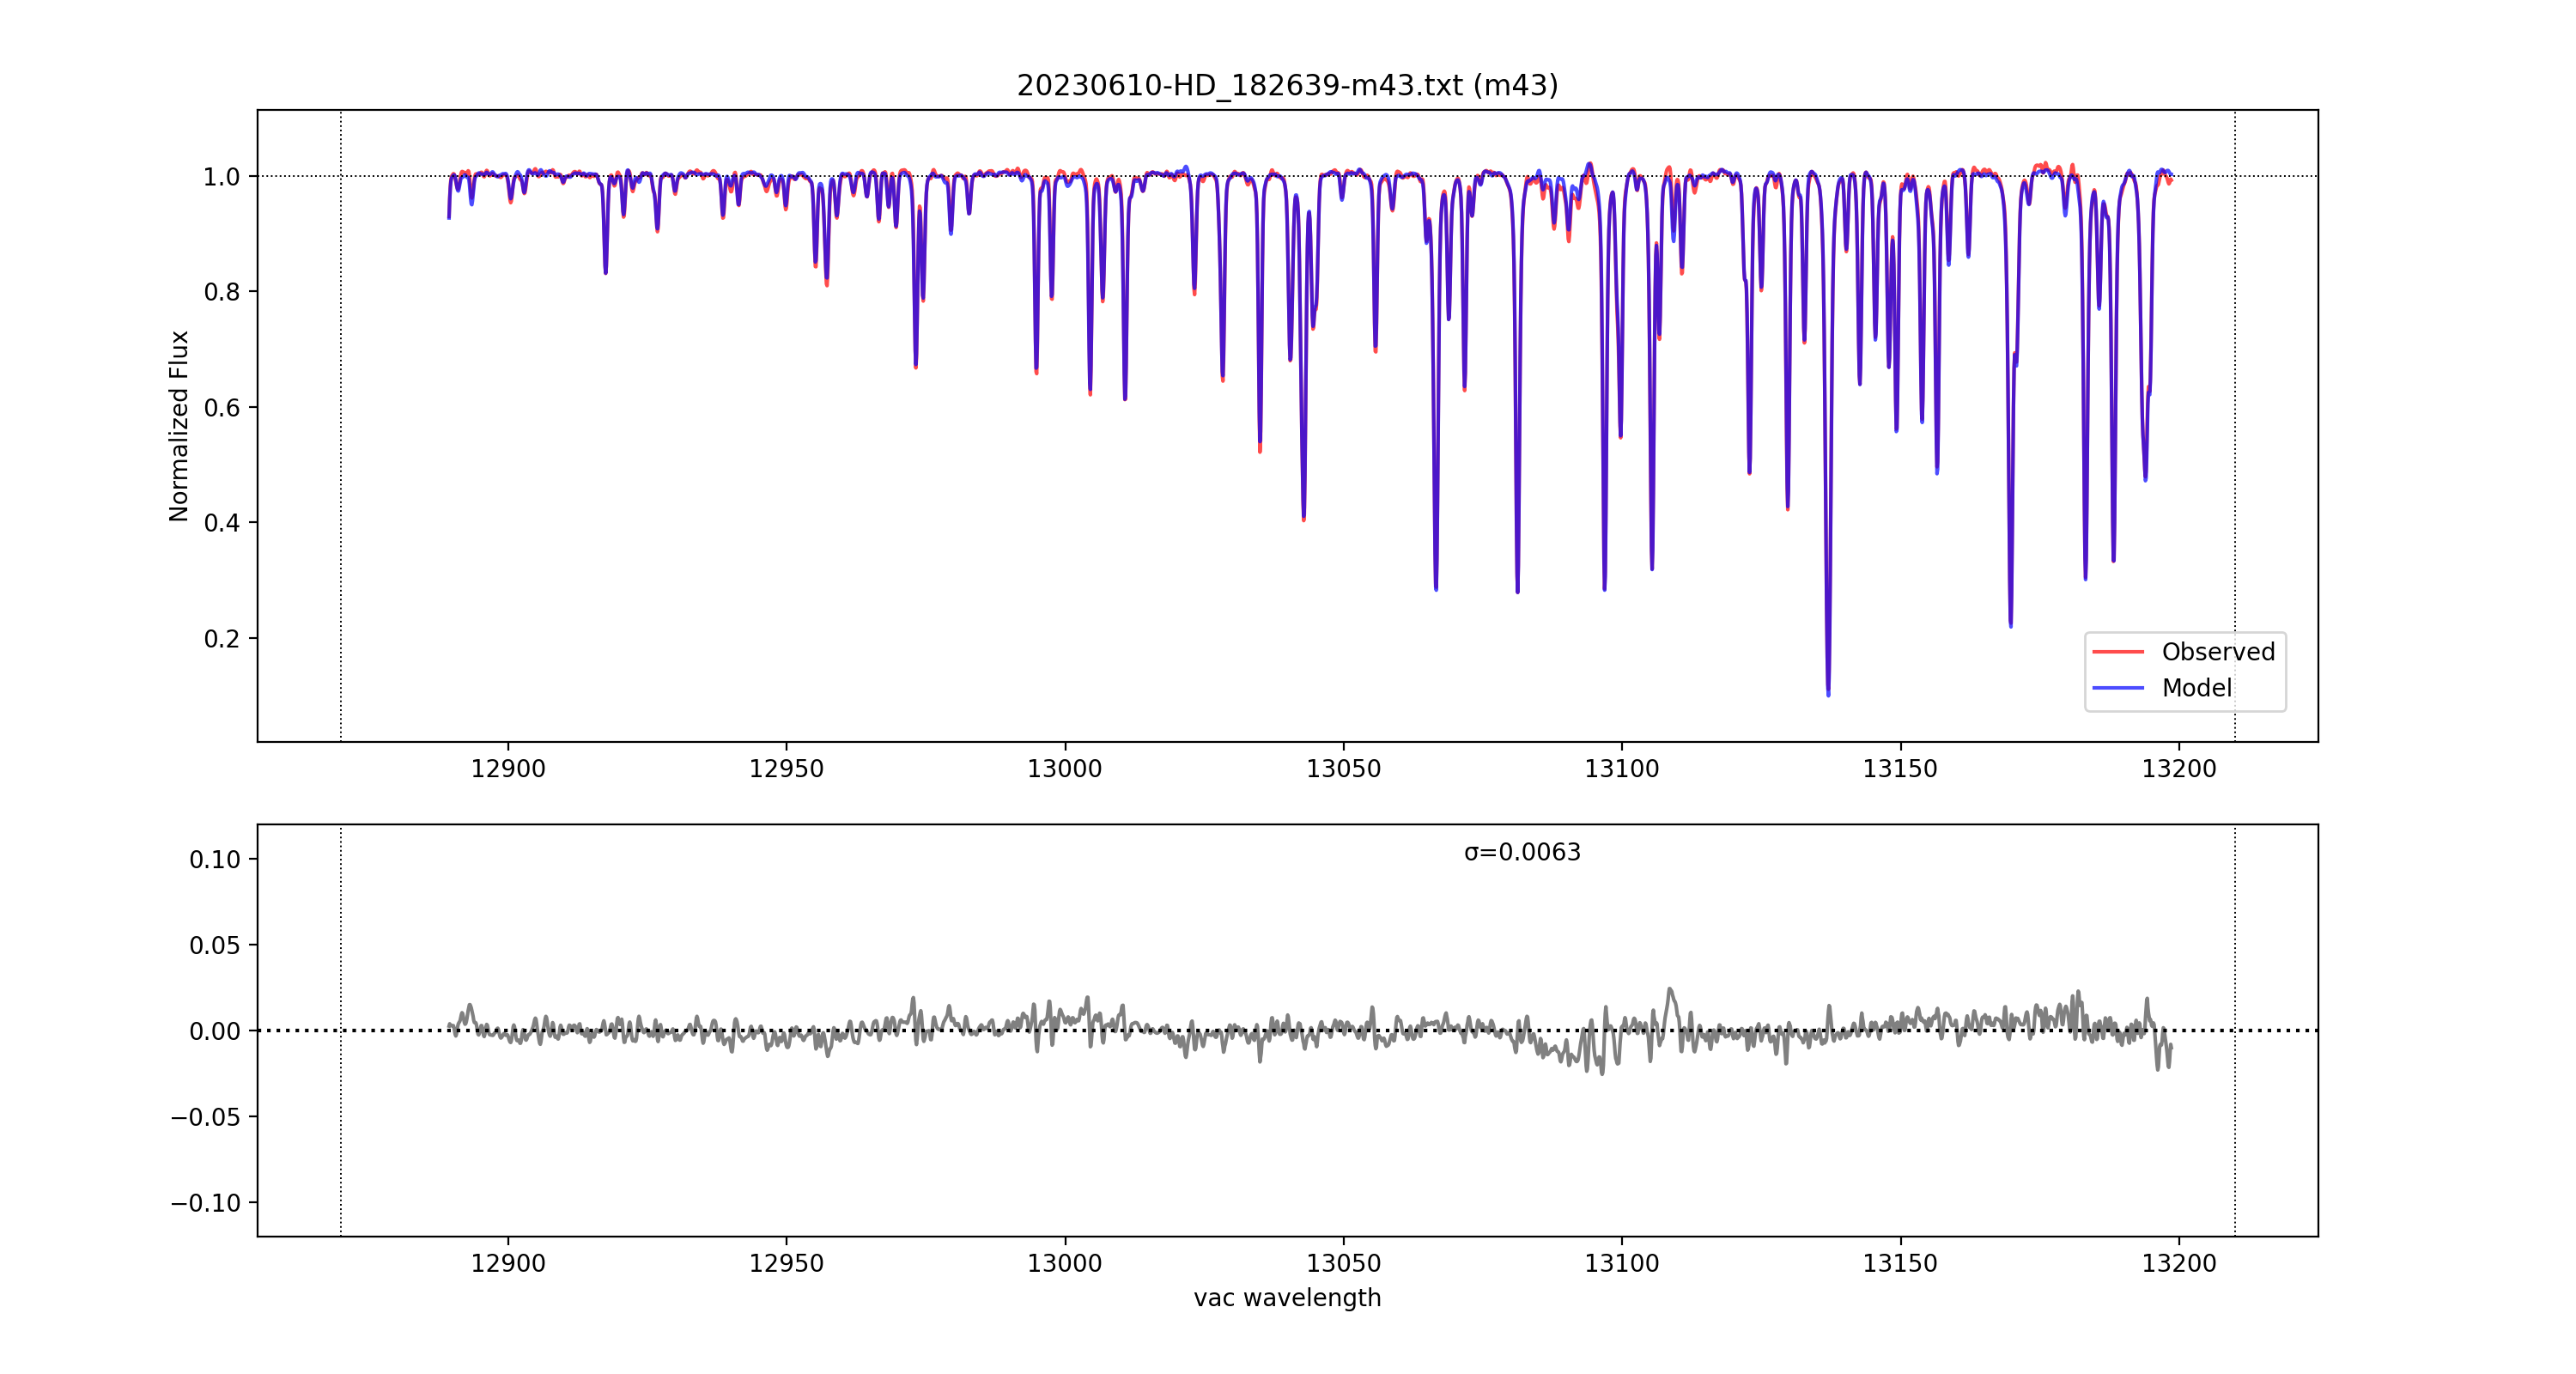 20230610-HD_182639-m43.txt (m43)
Normalized Flux
1.0
0.8
0.6
0.4
0.2
Observed
Model
12900 12950 13000 13050 13100 13150 13200
σ=0.0063
0.10
0.05
0.00
−0.05
−0.10
12900 12950 13000 13050 13100 13150 13200
vac wavelength